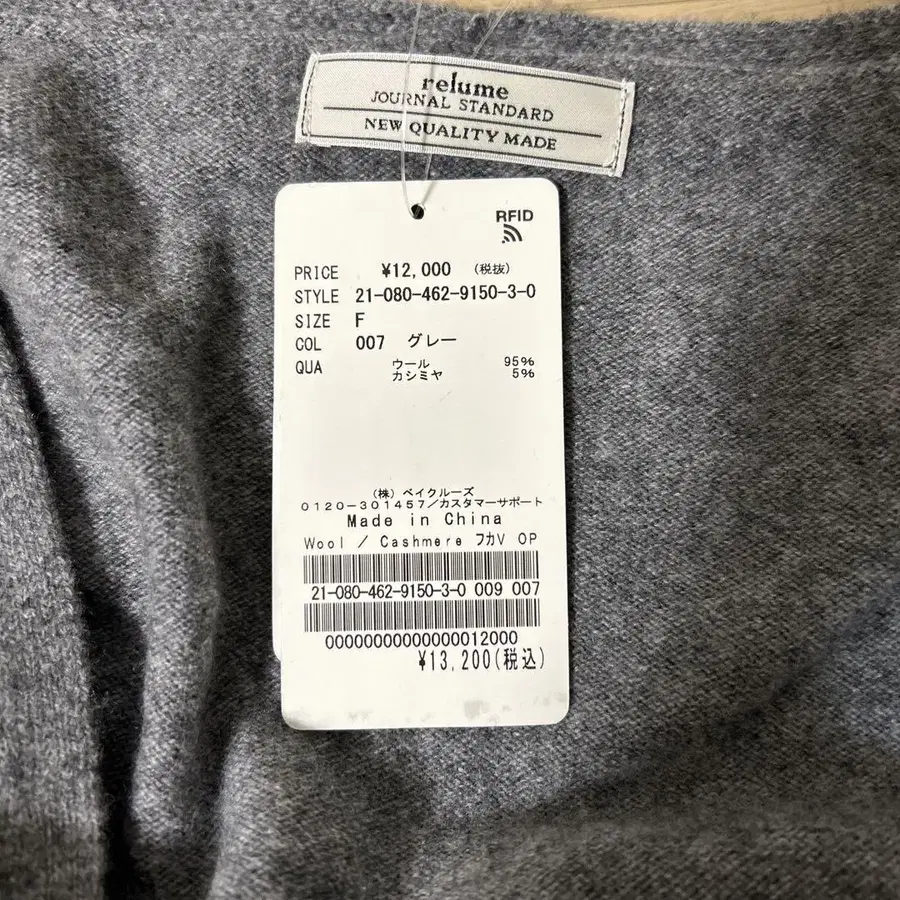 relume
JOURNAL STANDARD
NEW QUALITY MADE
RFID
PRICE ¥12,000 (税抜)
STYLE 21-080-462-9150-3-0
SIZE F
COL 007 グレー
QUA ウール 95%
カシミヤ 5%
(株) ベイクルーズ
0120-301457/カスタマーサポート
Made in China
Wool / Cashmere フカV OP
21-080-462-9150-3-0 009 007
00000000000000012000
¥13,200(税込)